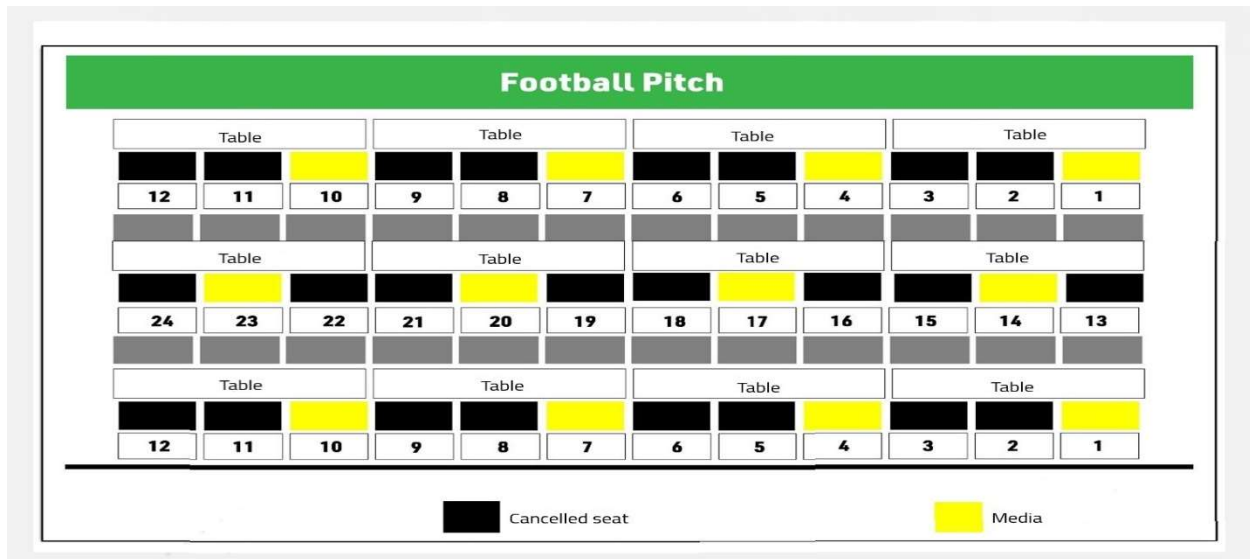 Football Pitch
Table Table Table Table
12 11 10 9 8 7 6 5 4 3 2 1
Table Table Table Table
24 23 22 21 20 19 18 17 16 15 14 13
Table Table Table Table
12 11 10 9 8 7 6 5 4 3 2 1
Cancelled seat Media